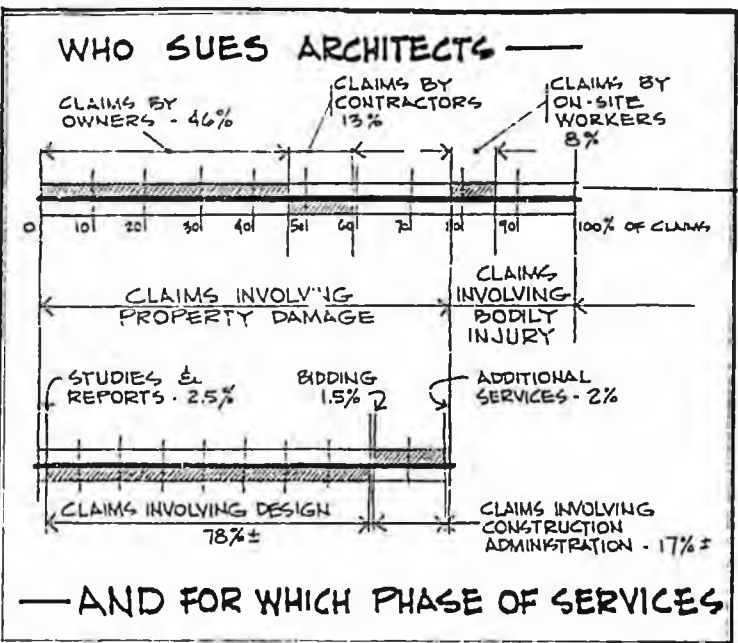 WHO SUES ARCHITECTS —
CLAIMS BY
OWNERS - 46%
CLAIMS BY
CONTRACTORS
13%
CLAIMS BY
ON-SITE
WORKERS
8%
0 10 20 30 40 50 60 70 80 90 100% OF CLAIMS
CLAIMS INVOLVING
PROPERTY DAMAGE
CLAIMS
INVOLVING
BODILY
INJURY
STUDIES &
REPORTS - 2.5%
BIDDING
1.5%
ADDITIONAL
SERVICES - 2%
CLAIMS INVOLVING DESIGN
78% ±
CLAIMS INVOLVING
CONSTRUCTION
ADMINISTRATION - 17% ±
— AND FOR WHICH PHASE OF SERVICES